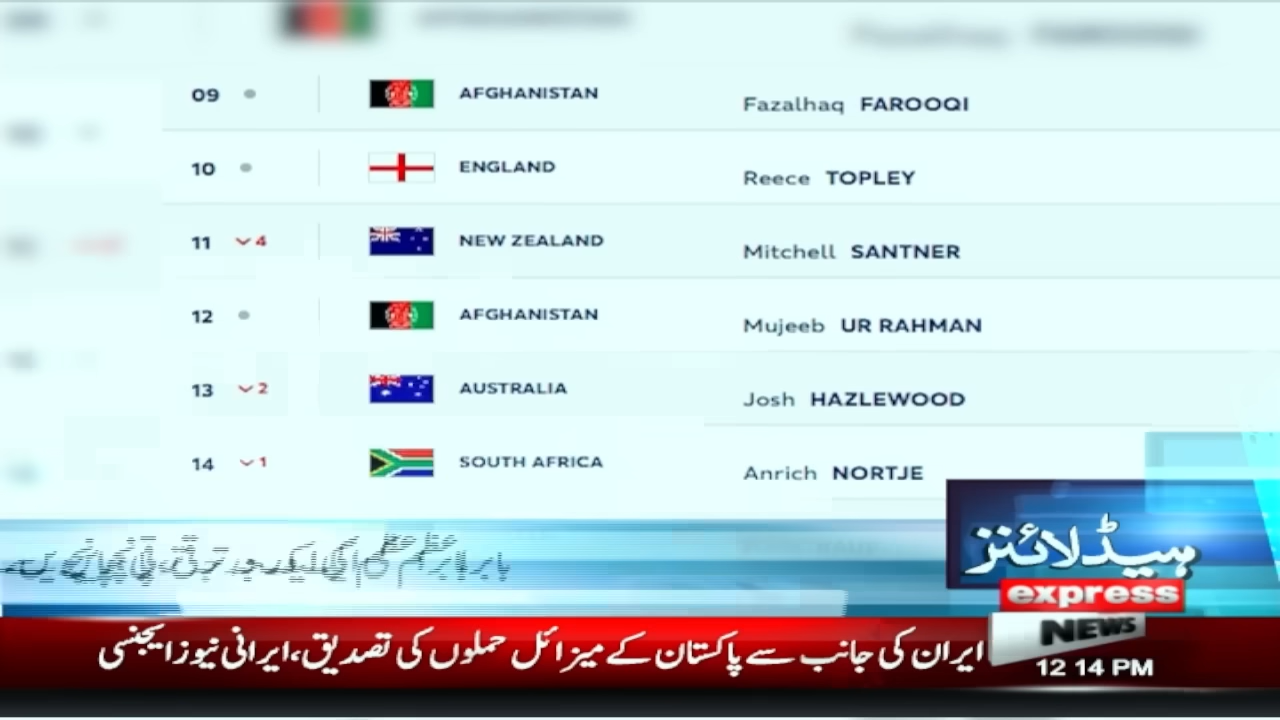 09 AFGHANISTAN Fazalhaq FAROOQI
10 ENGLAND Reece TOPLEY
11 4 NEW ZEALAND Mitchell SANTNER
12 AFGHANISTAN Mujeeb UR RAHMAN
13 2 AUSTRALIA Josh HAZLEWOOD
14 1 SOUTH AFRICA Anrich NORTJE
ہیڈلائنز
express
NEWS
ایران کی جانب سے پاکستان کے میزائل حملوں کی تصدیق،ایرانی نیوز ایجنسی
12 14 PM